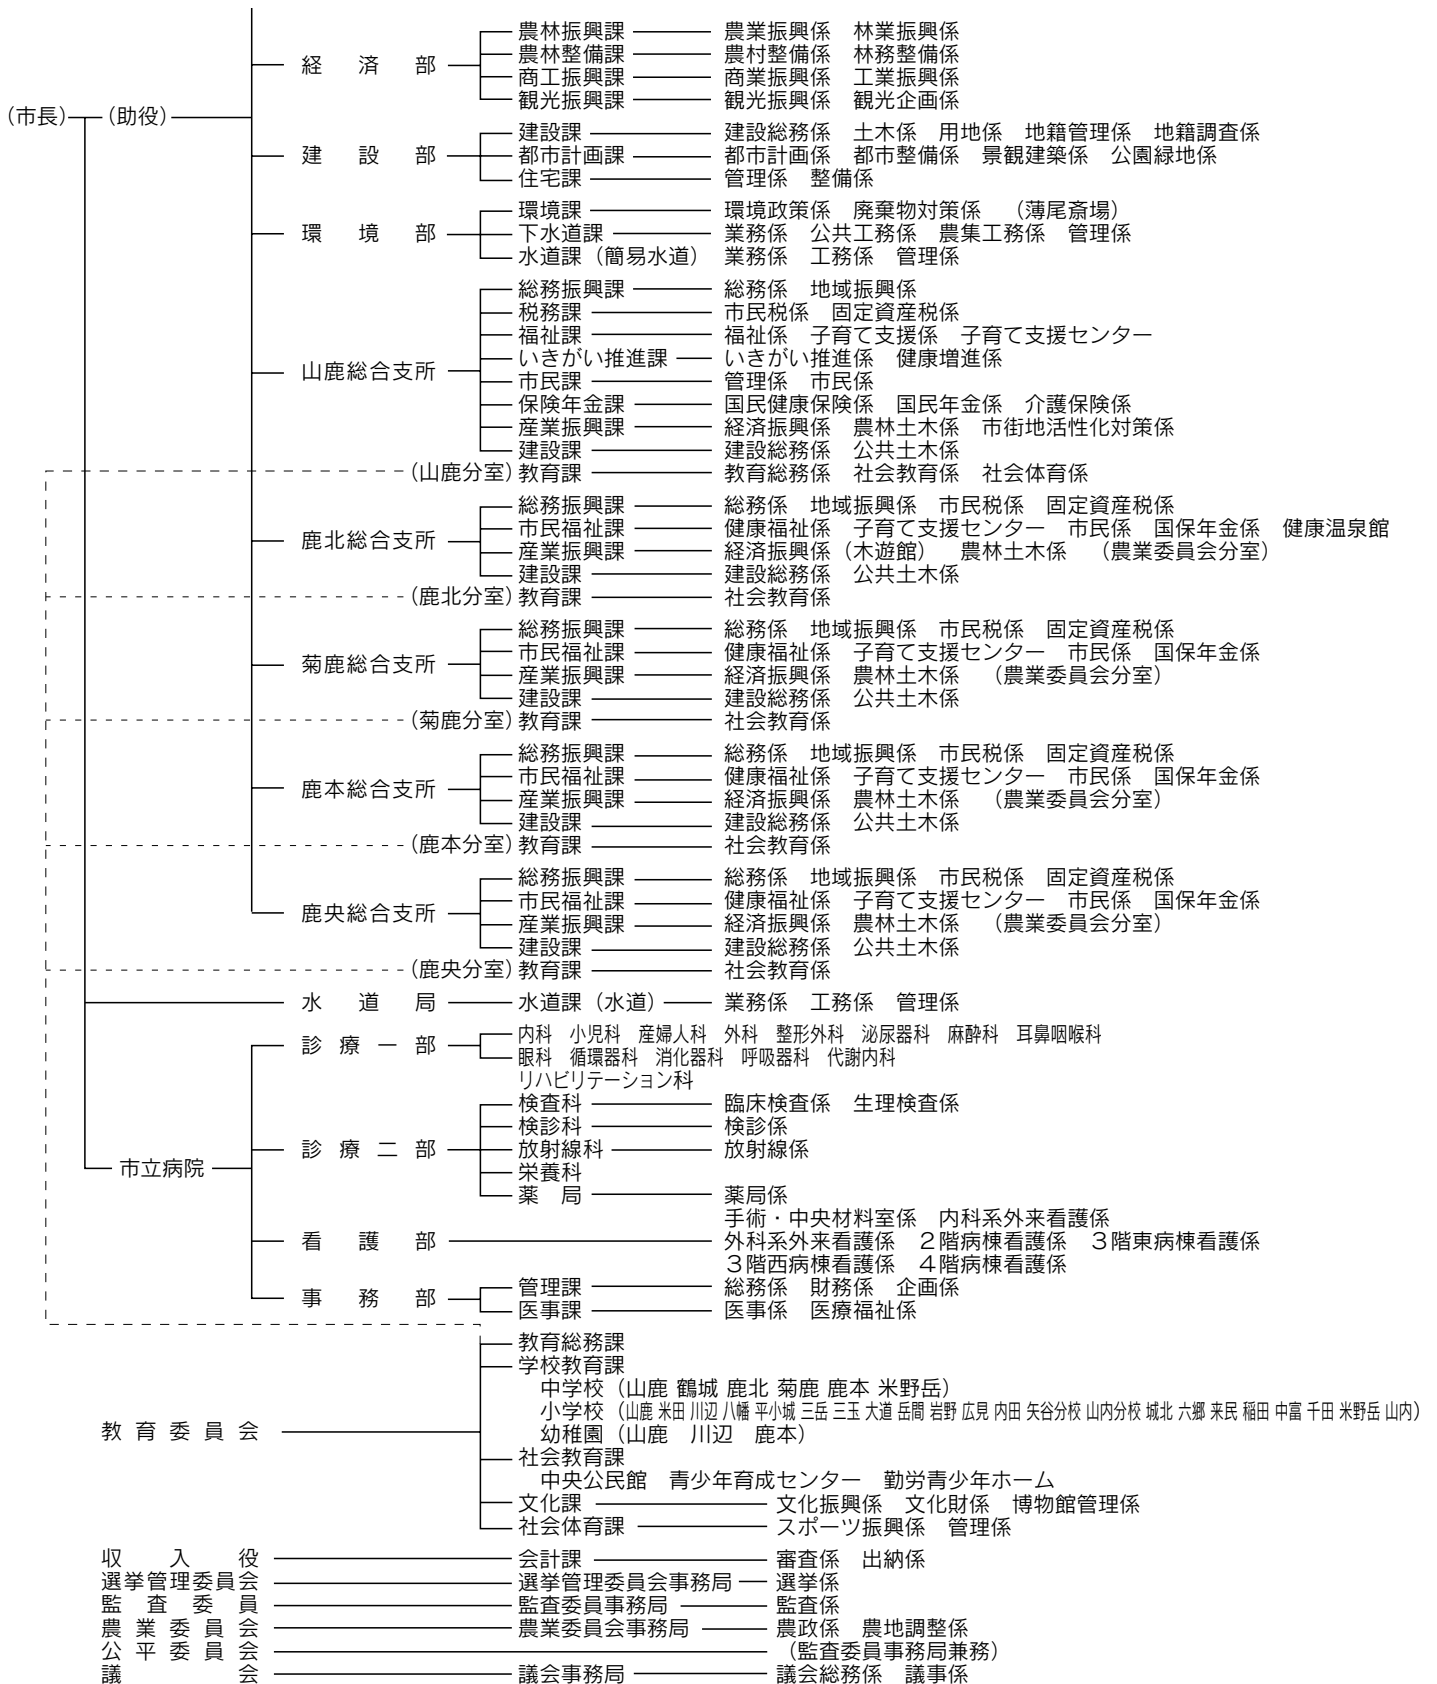 農林振興課 農業振興係 林業振興係
農林整備課 農村整備係 林務整備係
経済部
商工振興課 商業振興係 工業振興係
観光振興課 観光振興係 観光企画係
(市長) (助役)
建設課 建設総務係 土木係 用地係 地籍管理係 地籍調査係
建設部 都市計画課 都市計画係 都市整備係 景観建築係 公園緑地係
住宅課 管理係 整備係
環境課 環境政策係 廃棄物対策係 (薄尾斎場)
環境部 下水道課 業務係 公共工務係 農集工務係 管理係
水道課(簡易水道) 業務係 工務係 管理係
総務振興課 総務係 地域振興係
税務課 市民税係 固定資産税係
福祉課 福祉係 子育て支援係 子育て支援センター
いきがい推進課 いきがい推進係 健康増進係
山鹿総合支所
市民課 管理係 市民係
保険年金課 国民健康保険係 国民年金係 介護保険係
産業振興課 経済振興係 農林土木係 市街地活性化対策係
建設課 建設総務係 公共土木係
(山鹿分室)教育課 教育総務係 社会教育係 社会体育係
総務振興課 総務係 地域振興係 市民税係 固定資産税係
市民福祉課 健康福祉係 子育て支援センター 市民係 国保年金係 健康温泉館
鹿北総合支所
産業振興課 経済振興係(木遊館) 農林土木係 (農業委員会分室)
建設課 建設総務係 公共土木係
(鹿北分室)教育課 社会教育係
総務振興課 総務係 地域振興係 市民税係 固定資産税係
市民福祉課 健康福祉係 子育て支援センター 市民係 国保年金係
菊鹿総合支所
産業振興課 経済振興係 農林土木係 (農業委員会分室)
建設課 建設総務係 公共土木係
(菊鹿分室)教育課 社会教育係
総務振興課 総務係 地域振興係 市民税係 固定資産税係
市民福祉課 健康福祉係 子育て支援センター 市民係 国保年金係
鹿本総合支所
産業振興課 経済振興係 農林土木係 (農業委員会分室)
建設課 建設総務係 公共土木係
(鹿本分室)教育課 社会教育係
総務振興課 総務係 地域振興係 市民税係 固定資産税係
市民福祉課 健康福祉係 子育て支援センター 市民係 国保年金係
鹿央総合支所
産業振興課 経済振興係 農林土木係 (農業委員会分室)
建設課 建設総務係 公共土木係
(鹿央分室)教育課 社会教育係
水道局 水道課(水道) 業務係 工務係 管理係
内科 小児科 産婦人科 外科 整形外科 泌尿器科 麻酔科 耳鼻咽喉科
診療一部
眼科 循環器科 消化器科 呼吸器科 代謝内科
リハビリテーション科
検査科 臨床検査係 生理検査係
検診科 検診係
診療二部 放射線科 放射線係
市立病院
栄養科
薬局 薬局係
手術・中央材料室係 内科系外来看護係
看護部 外科系外来看護係 2階病棟看護係 3階東病棟看護係
3階西病棟看護係 4階病棟看護係
管理課 総務係 財務係 企画係
事務部
医事課 医事係 医療福祉係
教育総務課
学校教育課
中学校(山鹿 鶴城 鹿北 菊鹿 鹿本 米野岳)
小学校(山鹿 米田 川辺 八幡 平小城 三岳 三玉 大道 岳間 岩野 広見 内田 矢谷分校 山内分校 城北 六郷 来民 稲田 中富 千田 米野岳 山内)
教育委員会
幼稚園(山鹿 川辺 鹿本)
社会教育課
中央公民館 青少年育成センター 勤労青少年ホーム
文化課 文化振興係 文化財係 博物館管理係
社会体育課 スポーツ振興係 管理係
収入役 会計課 審査係 出納係
選挙管理委員会 選挙管理委員会事務局 選挙係
監査委員 監査委員事務局 監査係
農業委員会 農業委員会事務局 農政係 農地調整係
公平委員会 (監査委員事務局兼務)
議会 議会事務局 議会総務係 議事係